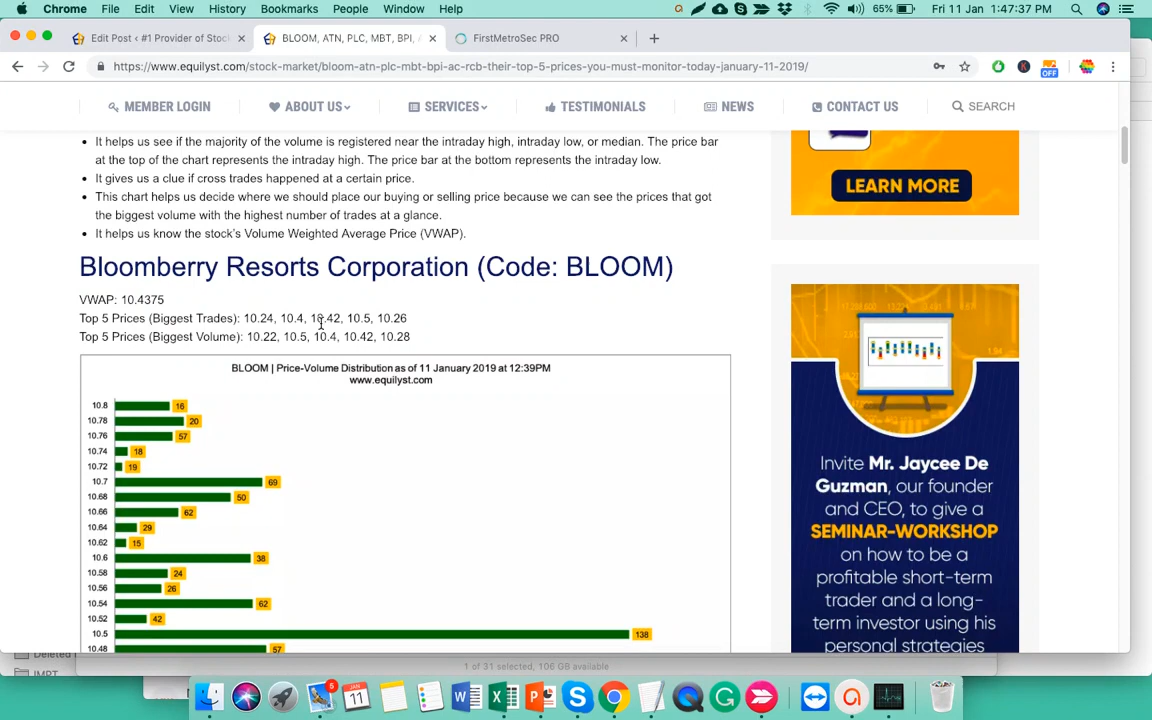 Chrome File Edit View History Bookmarks People Window Help
65% Fri 11 Jan 1:47:37 PM
Edit Post ‹ #1 Provider of Stoc
BLOOM, ATN, PLC, MBT, BPI,
FirstMetroSec PRO
https://www.equilyst.com/stock-market/bloom-atn-plc-mbt-bpi-ac-rcb-their-top-5-prices-you-must-monitor-today-january-11-2019/
OFF
MEMBER LOGIN ABOUT US SERVICES TESTIMONIALS NEWS CONTACT US SEARCH
It helps us see if the majority of the volume is registered near the intraday high, intraday low, or median. The price bar
at the top of the chart represents the intraday high. The price bar at the bottom represents the intraday low.
It gives us a clue if cross trades happened at a certain price.
This chart helps us decide where we should place our buying or selling price because we can see the prices that got
the biggest volume with the highest number of trades at a glance.
It helps us know the stock's Volume Weighted Average Price (VWAP).
Bloomberry Resorts Corporation (Code: BLOOM)
VWAP: 10.4375
Top 5 Prices (Biggest Trades): 10.24, 10.4, 10.42, 10.5, 10.26
Top 5 Prices (Biggest Volume): 10.22, 10.5, 10.4, 10.42, 10.28
BLOOM | Price-Volume Distribution as of 11 January 2019 at 12:39PM
www.equilyst.com
10.8 16
10.78 20
10.76 57
10.74 18
10.72 19
10.7 69
10.68 50
10.66 62
10.64 29
10.62 15
10.6 38
10.58 24
10.56 26
10.54 62
10.52 42
10.5 138
10.48 57
LEARN MORE
Invite Mr. Jaycee De
Guzman, our founder
and CEO, to give a
SEMINAR-WORKSHOP
on how to be a
profitable short-term
trader and a long-
term investor using his
personal strategies
1 of 31 selected, 106 GB available
5
JAN
11